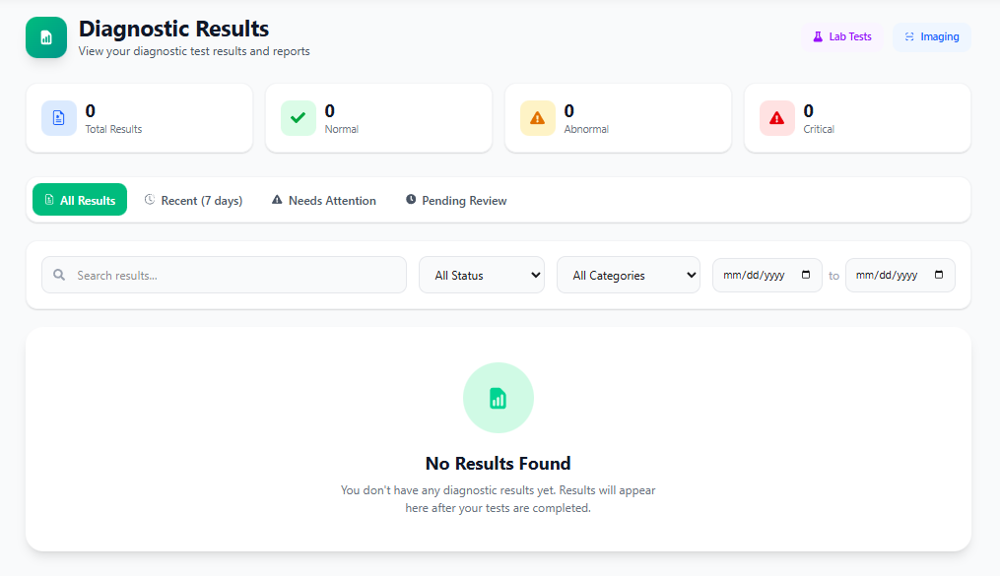 Diagnostic Results
View your diagnostic test results and reports
Lab Tests
Imaging
0
Total Results
0
Normal
0
Abnormal
0
Critical
All Results
Recent (7 days)
Needs Attention
Pending Review
Search results...
All Status
All Categories
mm/dd/yyyy
to
mm/dd/yyyy
No Results Found
You don't have any diagnostic results yet. Results will appear
here after your tests are completed.